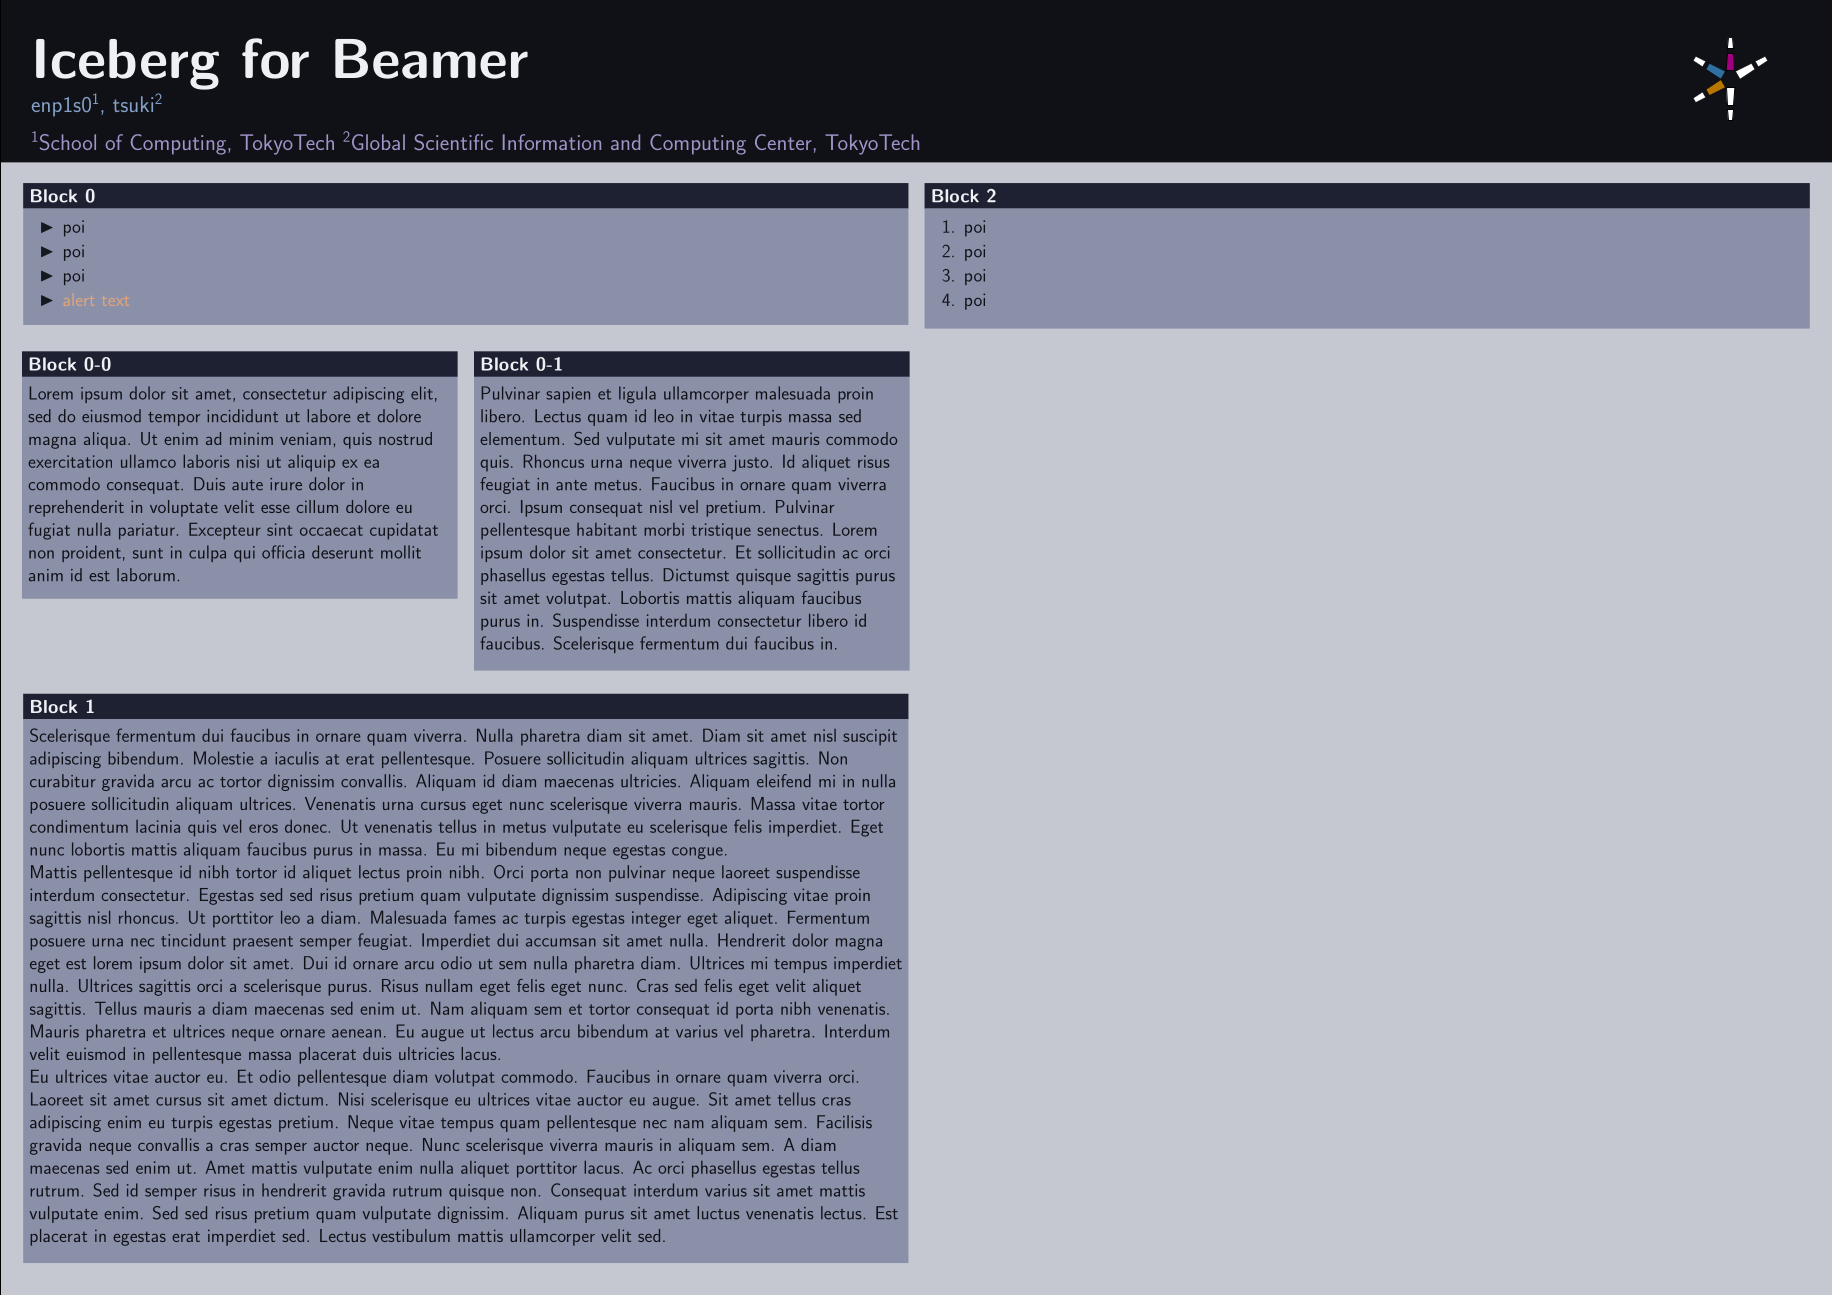 Iceberg for Beamer
enp1s0¹, tsuki²
¹School of Computing, TokyoTech ²Global Scientific Information and Computing Center, TokyoTech
Block 0
▶ poi
▶ poi
▶ poi
▶ alert text
Block 0-0
Lorem ipsum dolor sit amet, consectetur adipiscing elit,
sed do eiusmod tempor incididunt ut labore et dolore
magna aliqua. Ut enim ad minim veniam, quis nostrud
exercitation ullamco laboris nisi ut aliquip ex ea
commodo consequat. Duis aute irure dolor in
reprehenderit in voluptate velit esse cillum dolore eu
fugiat nulla pariatur. Excepteur sint occaecat cupidatat
non proident, sunt in culpa qui officia deserunt mollit
anim id est laborum.
Block 0-1
Pulvinar sapien et ligula ullamcorper malesuada proin
libero. Lectus quam id leo in vitae turpis massa sed
elementum. Sed vulputate mi sit amet mauris commodo
quis. Rhoncus urna neque viverra justo. Id aliquet risus
feugiat in ante metus. Faucibus in ornare quam viverra
orci. Ipsum consequat nisl vel pretium. Pulvinar
pellentesque habitant morbi tristique senectus. Lorem
ipsum dolor sit amet consectetur. Et sollicitudin ac orci
phasellus egestas tellus. Dictumst quisque sagittis purus
sit amet volutpat. Lobortis mattis aliquam faucibus
purus in. Suspendisse interdum consectetur libero id
faucibus. Scelerisque fermentum dui faucibus in.
Block 1
Scelerisque fermentum dui faucibus in ornare quam viverra. Nulla pharetra diam sit amet. Diam sit amet nisl suscipit
adipiscing bibendum. Molestie a iaculis at erat pellentesque. Posuere sollicitudin aliquam ultrices sagittis. Non
curabitur gravida arcu ac tortor dignissim convallis. Aliquam id diam maecenas ultricies. Aliquam eleifend mi in nulla
posuere sollicitudin aliquam ultrices. Venenatis urna cursus eget nunc scelerisque viverra mauris. Massa vitae tortor
condimentum lacinia quis vel eros donec. Ut venenatis tellus in metus vulputate eu scelerisque felis imperdiet. Eget
nunc lobortis mattis aliquam faucibus purus in massa. Eu mi bibendum neque egestas congue.
Mattis pellentesque id nibh tortor id aliquet lectus proin nibh. Orci porta non pulvinar neque laoreet suspendisse
interdum consectetur. Egestas sed sed risus pretium quam vulputate dignissim suspendisse. Adipiscing vitae proin
sagittis nisl rhoncus. Ut porttitor leo a diam. Malesuada fames ac turpis egestas integer eget aliquet. Fermentum
posuere urna nec tincidunt praesent semper feugiat. Imperdiet dui accumsan sit amet nulla. Hendrerit dolor magna
eget est lorem ipsum dolor sit amet. Dui id ornare arcu odio ut sem nulla pharetra diam. Ultrices mi tempus imperdiet
nulla. Ultrices sagittis orci a scelerisque purus. Risus nullam eget felis eget nunc. Cras sed felis eget velit aliquet
sagittis. Tellus mauris a diam maecenas sed enim ut. Nam aliquam sem et tortor consequat id porta nibh venenatis.
Mauris pharetra et ultrices neque ornare aenean. Eu augue ut lectus arcu bibendum at varius vel pharetra. Interdum
velit euismod in pellentesque massa placerat duis ultricies lacus.
Eu ultrices vitae auctor eu. Et odio pellentesque diam volutpat commodo. Faucibus in ornare quam viverra orci.
Laoreet sit amet cursus sit amet dictum. Nisi scelerisque eu ultrices vitae auctor eu augue. Sit amet tellus cras
adipiscing enim eu turpis egestas pretium. Neque vitae tempus quam pellentesque nec nam aliquam sem. Facilisis
gravida neque convallis a cras semper auctor neque. Nunc scelerisque viverra mauris in aliquam sem. A diam
maecenas sed enim ut. Amet mattis vulputate enim nulla aliquet porttitor lacus. Ac orci phasellus egestas tellus
rutrum. Sed id semper risus in hendrerit gravida rutrum quisque non. Consequat interdum varius sit amet mattis
vulputate enim. Sed sed risus pretium quam vulputate dignissim. Aliquam purus sit amet luctus venenatis lectus. Est
placerat in egestas erat imperdiet sed. Lectus vestibulum mattis ullamcorper velit sed.
Block 2
1. poi
2. poi
3. poi
4. poi